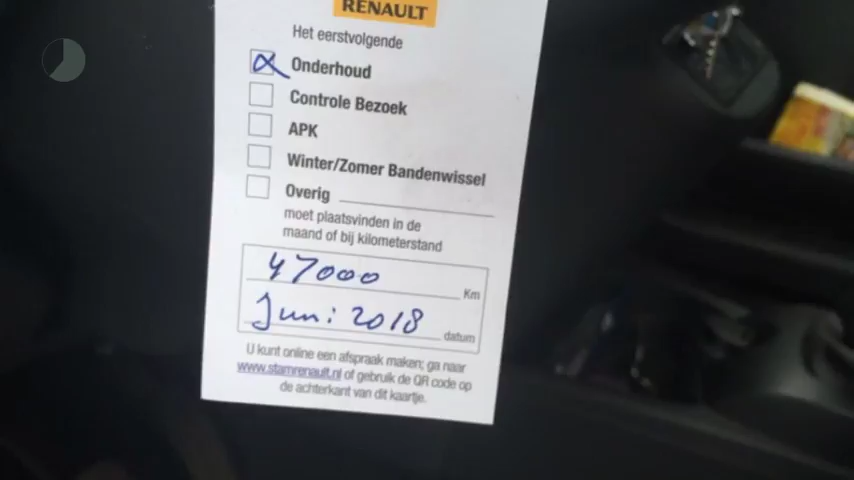 RENAULT
Het eerstvolgende
Onderhoud
Controle Bezoek
APK
Winter/Zomer Bandenwissel
Overig
moet plaatsvinden in de
maand of bij kilometerstand
47000 Km
Juni 2018 datum
U kunt online een afspraak maken; ga naar
www.stamrenault.nl of gebruik de QR code op
de achterkant van dit kaartje.